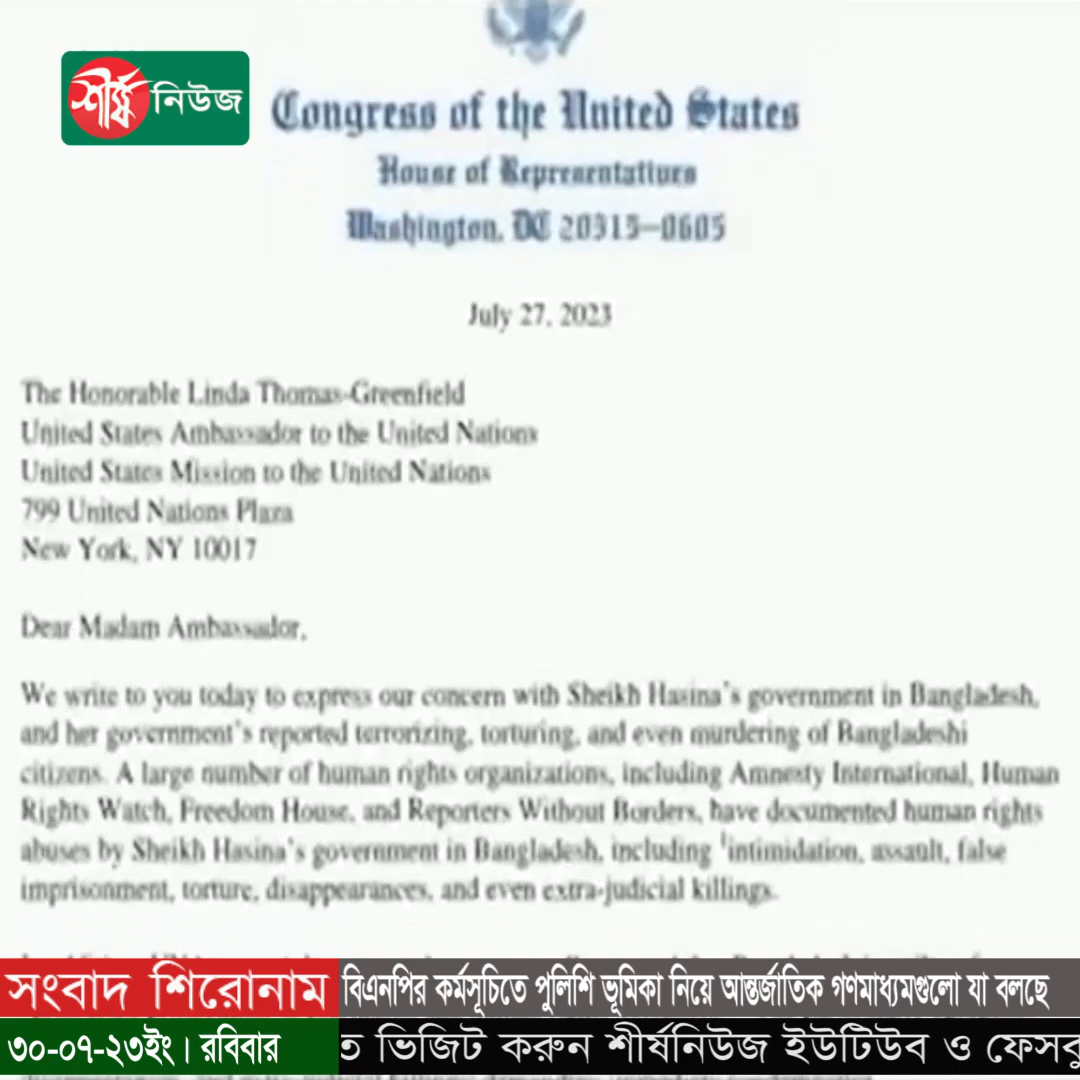 শীর্ষ নিউজ
Congress of the United States
House of Representatives
Washington, DC 20515–0605
July 27, 2023
The Honorable Linda Thomas-Greenfield
United States Ambassador to the United Nations
United States Mission to the United Nations
799 United Nations Plaza
New York, NY 10017
Dear Madam Ambassador,
We write to you today to express our concern with Sheikh Hasina's government in Bangladesh,
and her government's reported terrorizing, torturing, and even murdering of Bangladeshi
citizens. A large number of human rights organizations, including Amnesty International, Human
Rights Watch, Freedom House, and Reporters Without Borders, have documented human rights
abuses by Sheikh Hasina's government in Bangladesh, including intimidation, assault, false
imprisonment, torture, disappearances, and even extra-judicial killings.
সংবাদ শিরোনাম বিএনপির কর্মসূচিতে পুলিশি ভূমিকা নিয়ে আন্তর্জাতিক গণমাধ্যমগুলো যা বলছে
৩০-০৭-২৩ইং। রবিবার ত ভিজিট করুন শীর্ষনিউজ ইউটিউব ও ফেসবু